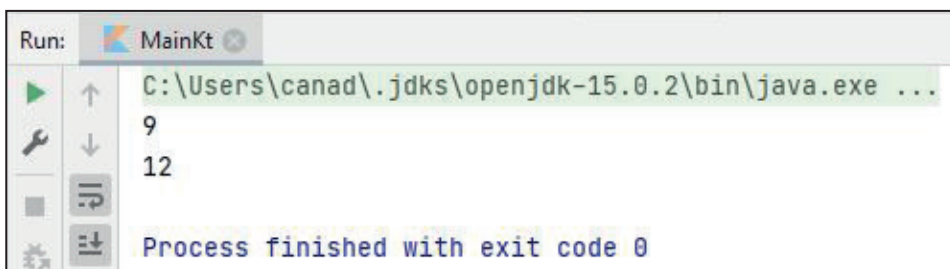 Run: MainKt
C:\Users\canad\.jdks\openjdk-15.0.2\bin\java.exe ...
9
12
Process finished with exit code 0